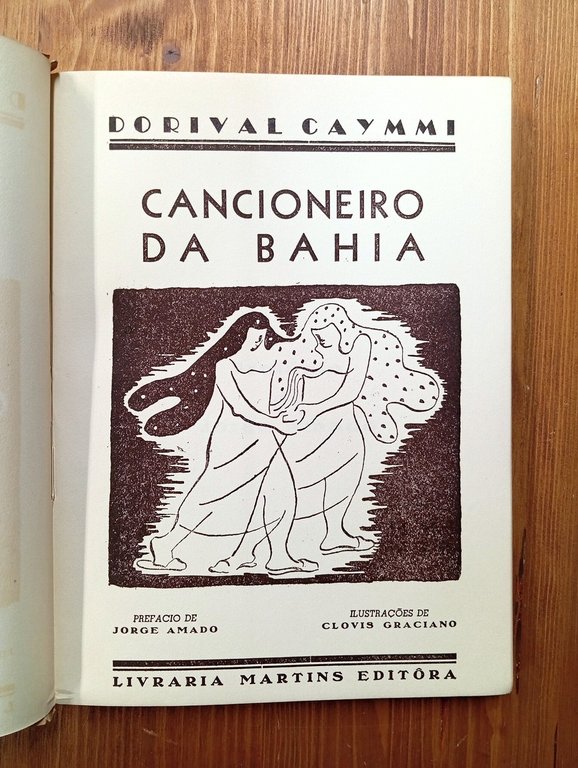 DORIVAL CAYMMI
CANCIONEIRO
DA BAHIA
PREFACIO DE
JORGE AMADO
ILUSTRAÇÕES DE
CLOVIS GRACIANO
LIVRARIA MARTINS EDITÔRA